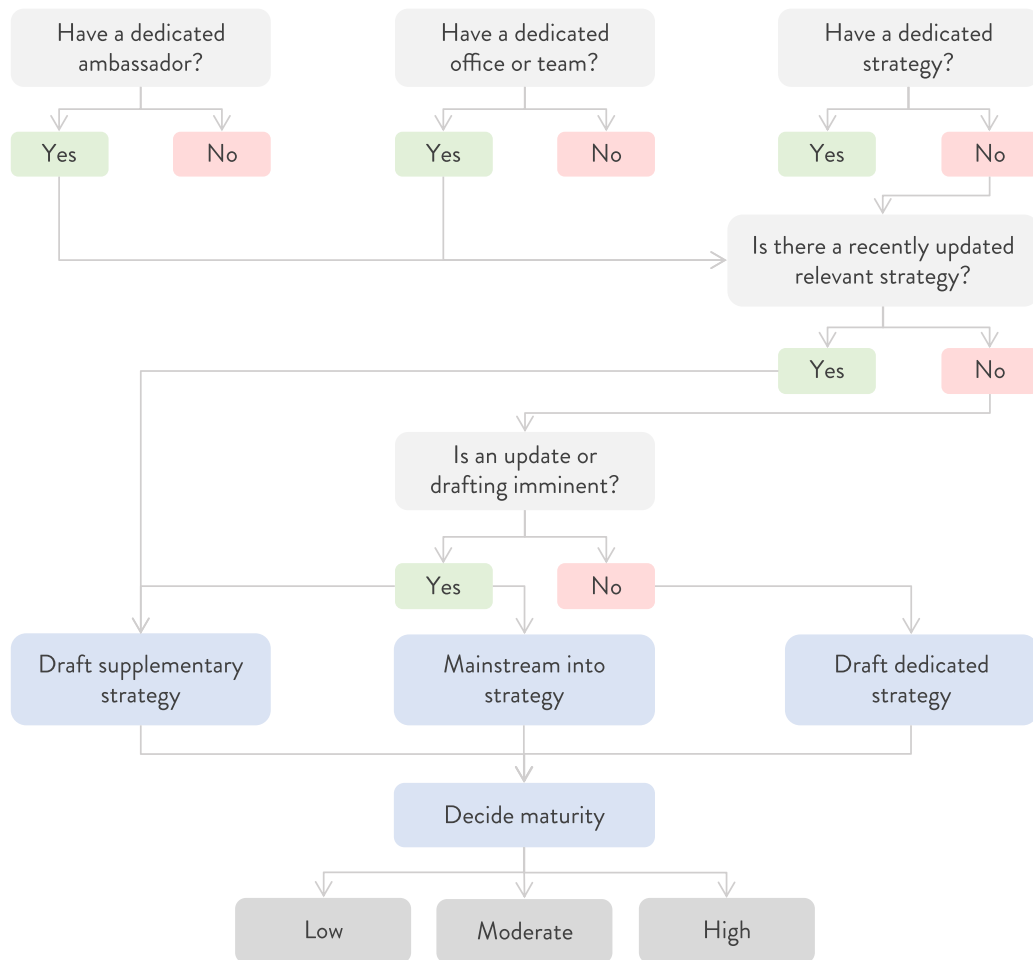 Have a dedicated
ambassador?
Have a dedicated
office or team?
Have a dedicated
strategy?
Yes
No
Yes
No
Yes
No
Is there a recently updated
relevant strategy?
Yes
No
Is an update or
drafting imminent?
Yes
No
Draft supplementary
strategy
Mainstream into
strategy
Draft dedicated
strategy
Decide maturity
Low
Moderate
High